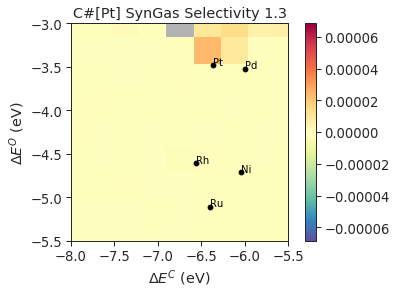 C#[Pt] SynGas Selectivity 1.3
−3.0
−3.5
−4.0
−4.5
−5.0
−5.5
ΔE^O (eV)
Pt
Pd
Rh
Ni
Ru
−8.0 −7.5 −7.0 −6.5 −6.0 −5.5
ΔE^C (eV)
0.00006
0.00004
0.00002
0.00000
−0.00002
−0.00004
−0.00006